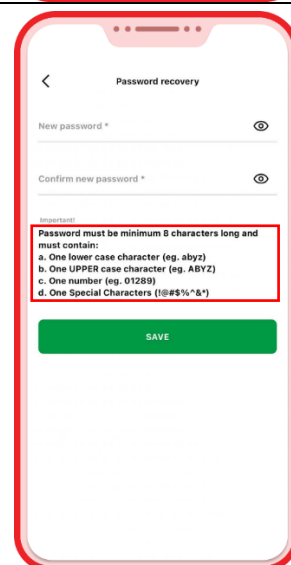 Password recovery
New password *
Confirm new password *
Important!
Password must be minimum 8 characters long and
must contain:
a. One lower case character (eg. abyz)
b. One UPPER case character (eg. ABYZ)
c. One number (eg. 01289)
d. One Special Characters (!@#$%^&*)
SAVE